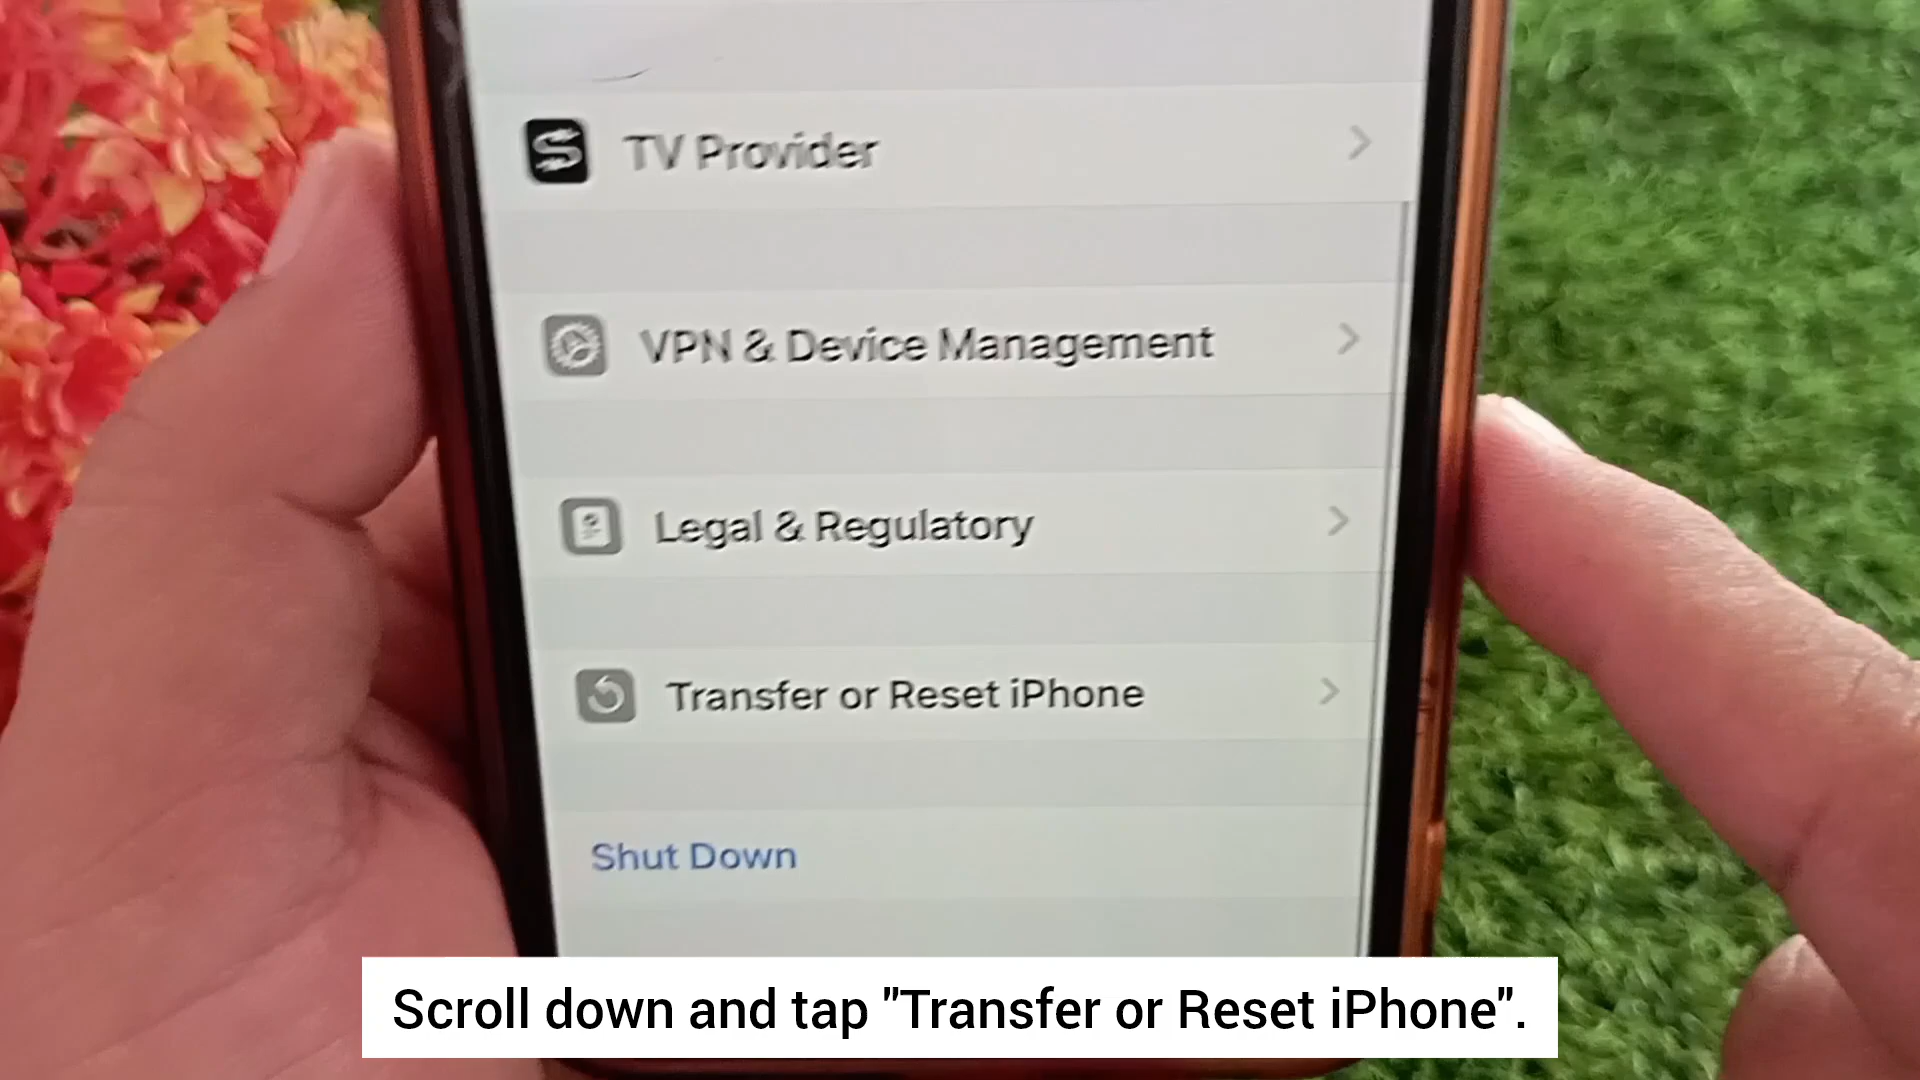 TV Provider
VPN & Device Management
Legal & Regulatory
Transfer or Reset iPhone
Shut Down
Scroll down and tap "Transfer or Reset iPhone".